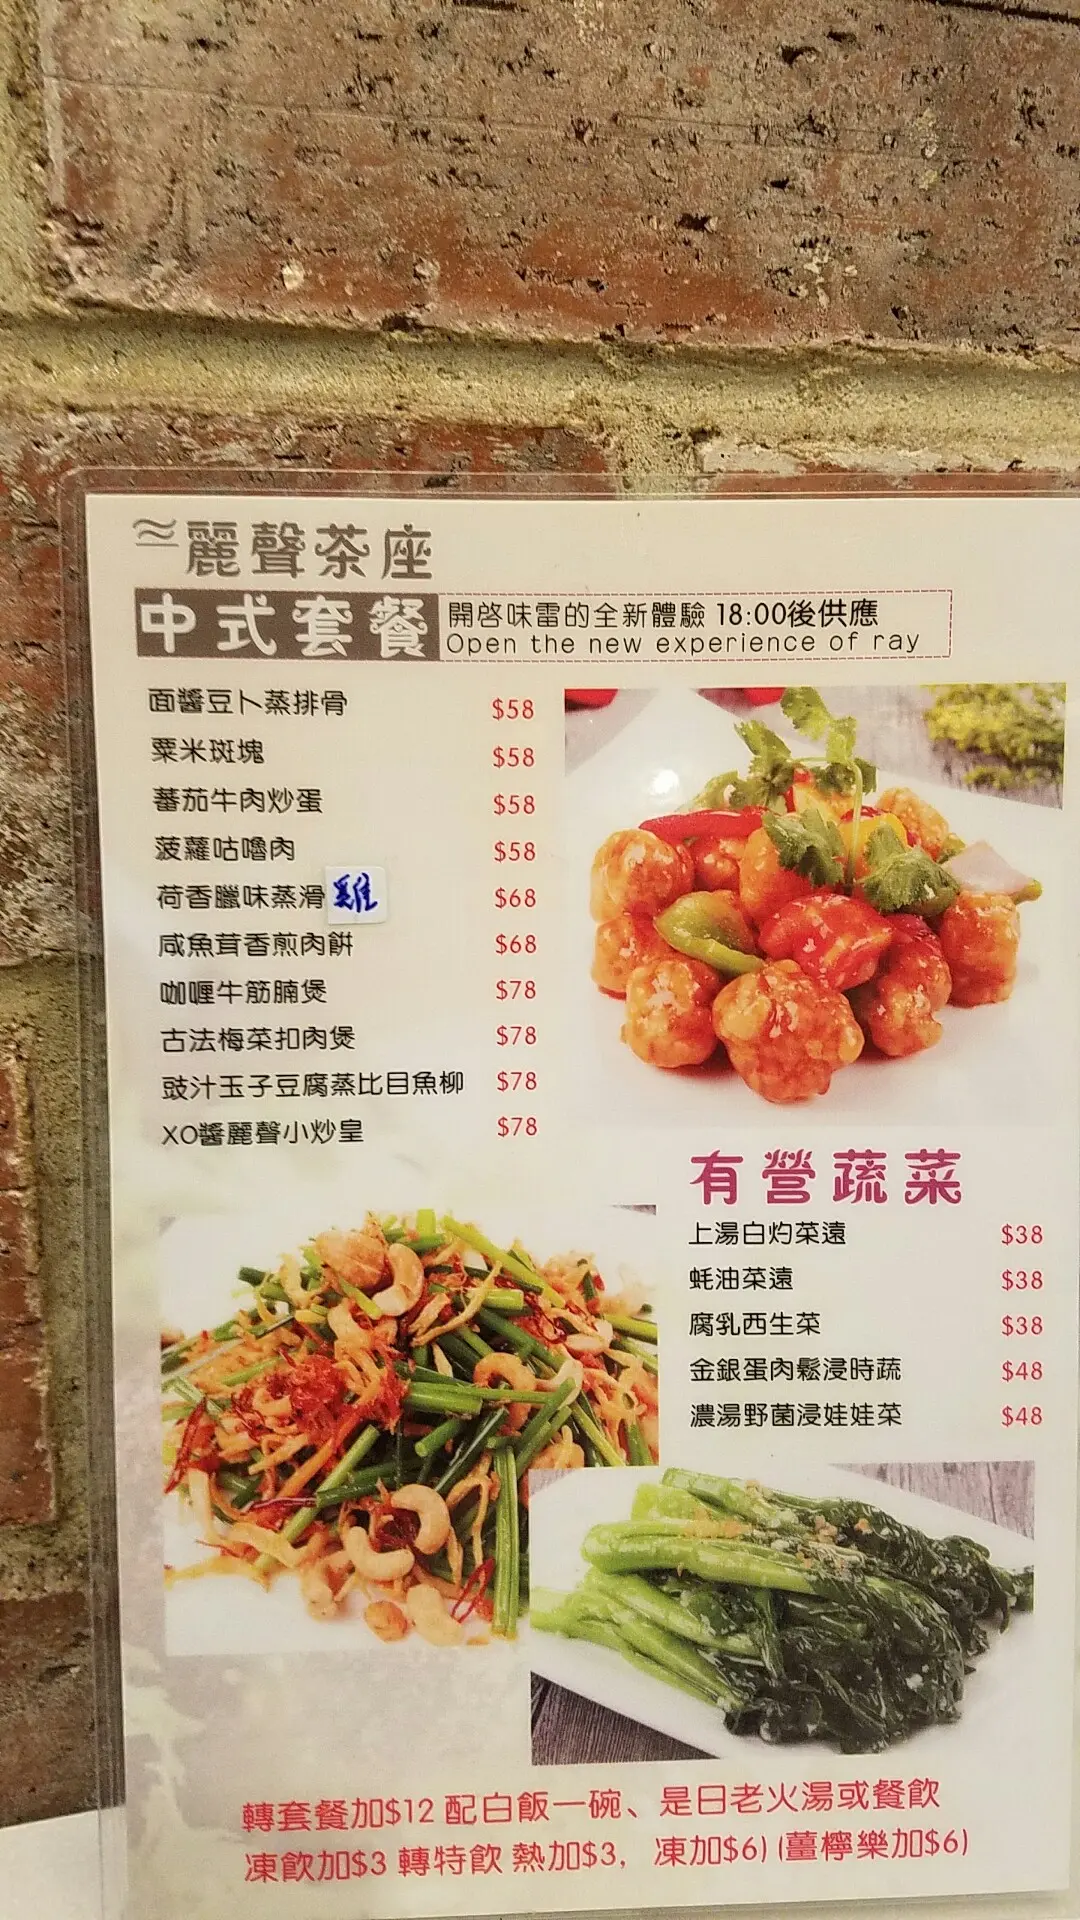 麗聲茶座
中式套餐
開啓味雷的全新體驗 18:00後供應
Open the new experience of ray
面醬豆卜蒸排骨 $58
粟米斑塊 $58
蕃茄牛肉炒蛋 $58
菠蘿咕嚕肉 $58
荷香臘味蒸滑雞 $68
咸魚茸香煎肉餅 $68
咖喱牛筋腩煲 $78
古法梅菜扣肉煲 $78
豉汁玉子豆腐蒸比目魚柳 $78
XO醬麗聲小炒皇 $78
有營蔬菜
上湯白灼菜遠 $38
蚝油菜遠 $38
腐乳西生菜 $38
金銀蛋肉鬆浸時蔬 $48
濃湯野菌浸娃娃菜 $48
轉套餐加$12 配白飯一碗、是日老火湯或餐飲
凍飲加$3 轉特飲 熱加$3, 凍加$6) (薑檸樂加$6)